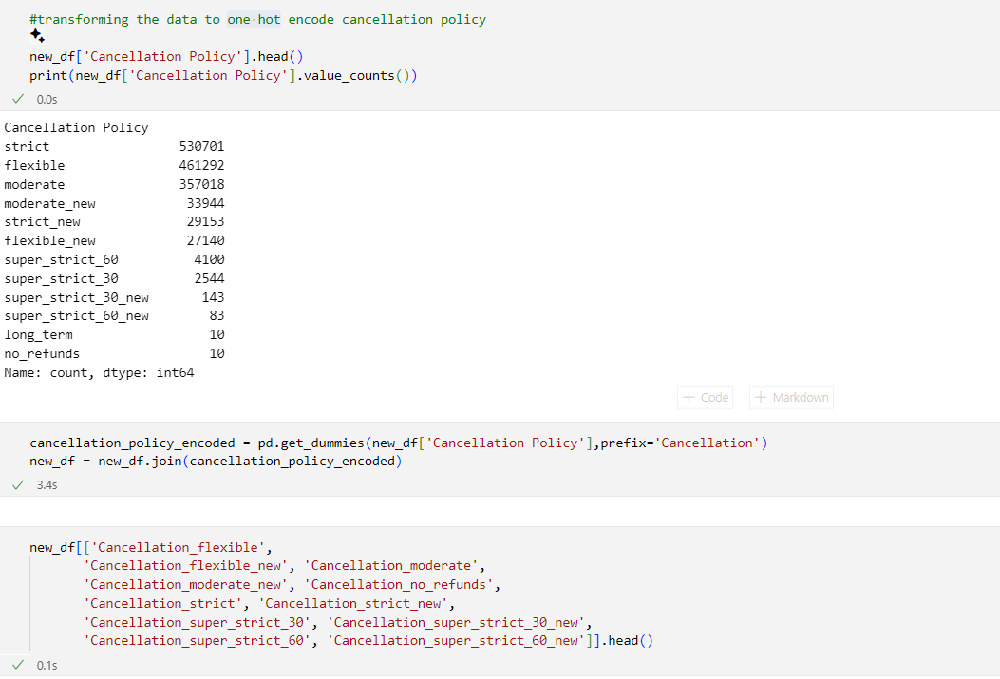 #transforming the data to one hot encode cancellation policy
new_df['Cancellation Policy'].head()
print(new_df['Cancellation Policy'].value_counts())
0.0s
Cancellation Policy
strict 530701
flexible 461292
moderate 357018
moderate_new 33944
strict_new 29153
flexible_new 27140
super_strict_60 4100
super_strict_30 2544
super_strict_30_new 143
super_strict_60_new 83
long_term 10
no_refunds 10
Name: count, dtype: int64
+ Code + Markdown
cancellation_policy_encoded = pd.get_dummies(new_df['Cancellation Policy'],prefix='Cancellation')
new_df = new_df.join(cancellation_policy_encoded)
3.4s
new_df[['Cancellation_flexible',
'Cancellation_flexible_new', 'Cancellation_moderate',
'Cancellation_moderate_new', 'Cancellation_no_refunds',
'Cancellation_strict', 'Cancellation_strict_new',
'Cancellation_super_strict_30', 'Cancellation_super_strict_30_new',
'Cancellation_super_strict_60', 'Cancellation_super_strict_60_new']].head()
0.1s